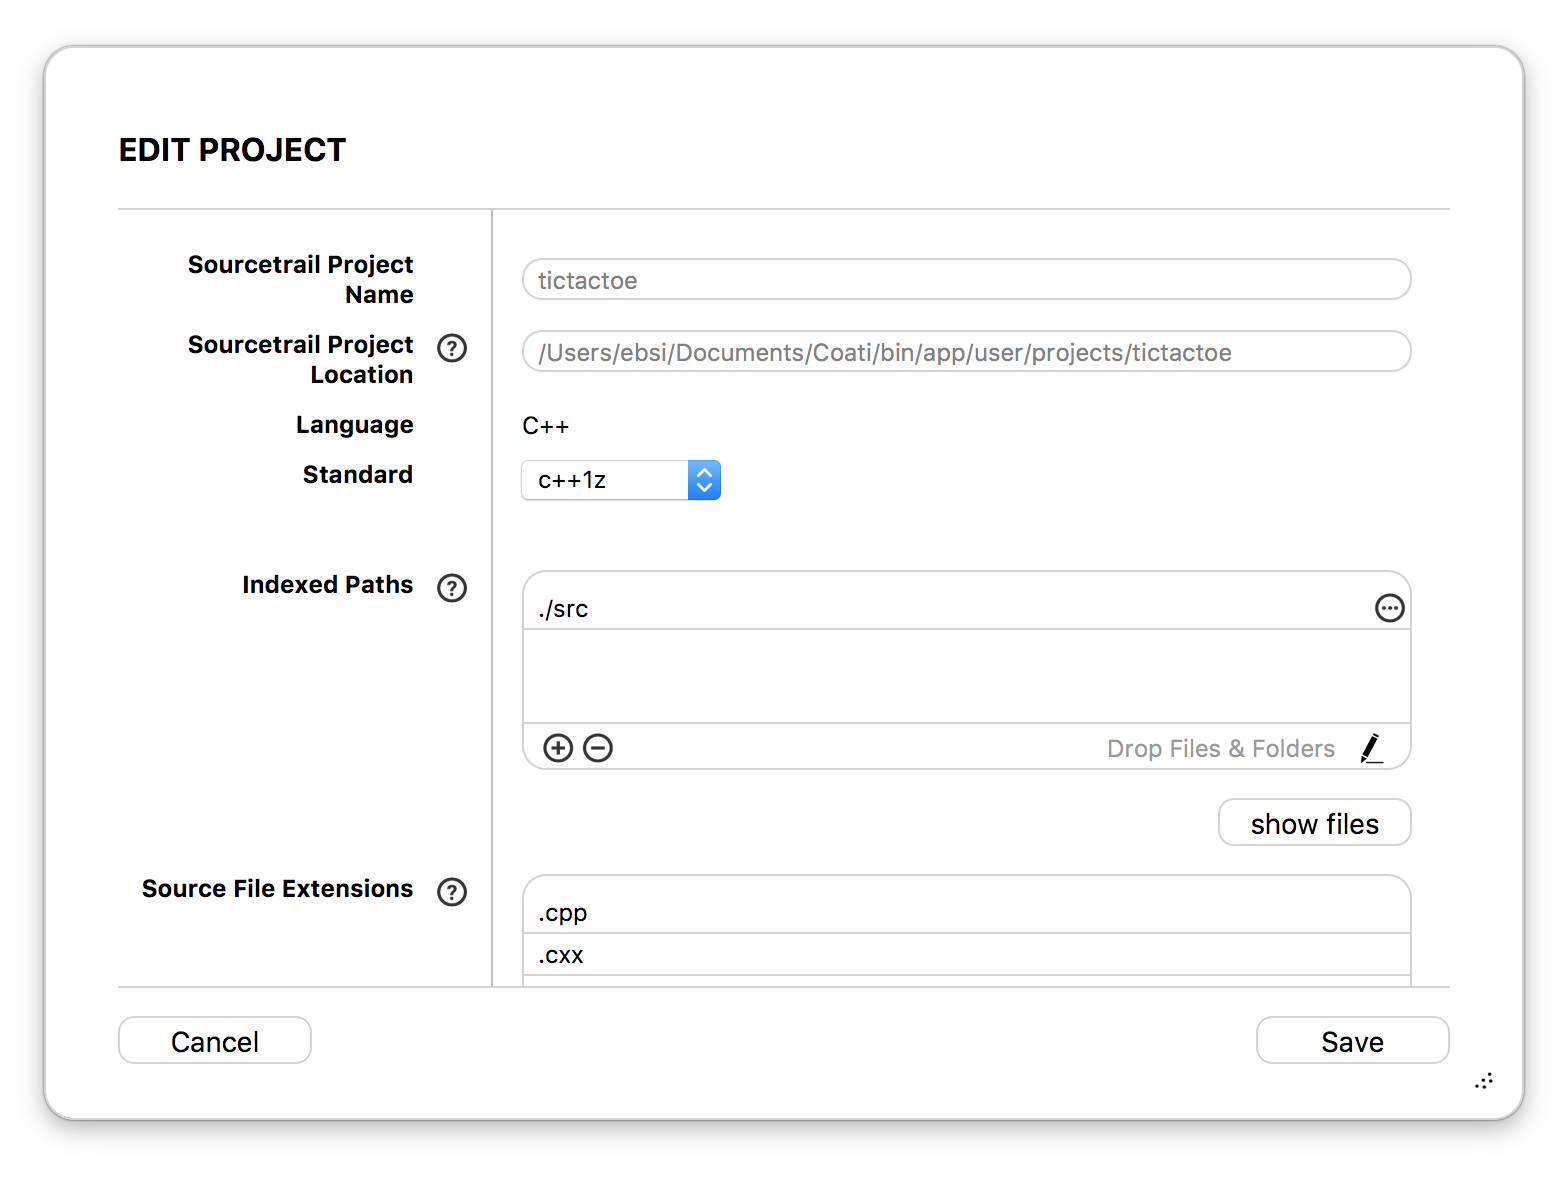 EDIT PROJECT
Sourcetrail Project
Name
tictactoe
Sourcetrail Project
Location
/Users/ebsi/Documents/Coati/bin/app/user/projects/tictactoe
Language
C++
Standard
c++1z
Indexed Paths
./src
Drop Files & Folders
show files
Source File Extensions
.cpp
.cxx
Cancel
Save